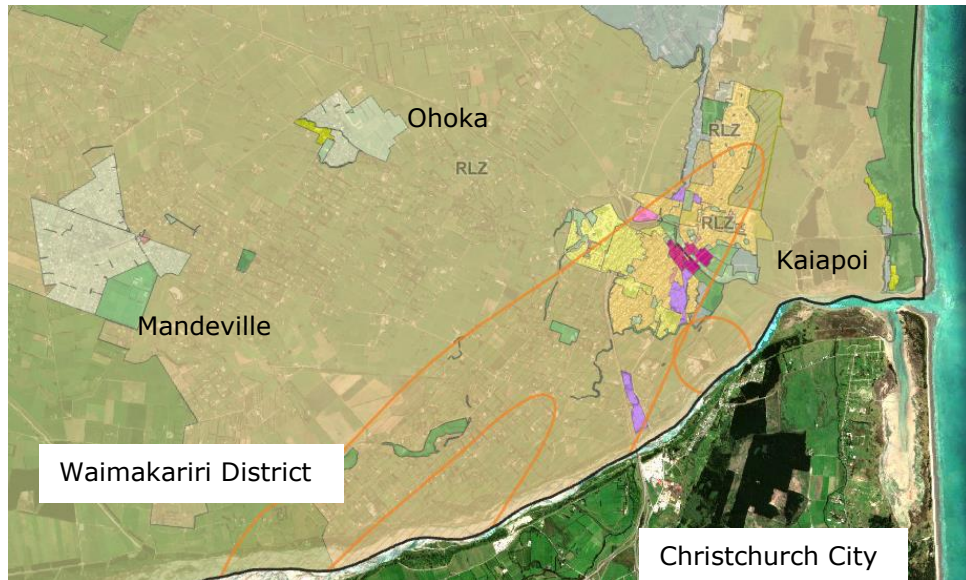 Ohoka
RLZ
RLZ
RLZ
Kaiapoi
Mandeville
Waimakariri District
Christchurch City